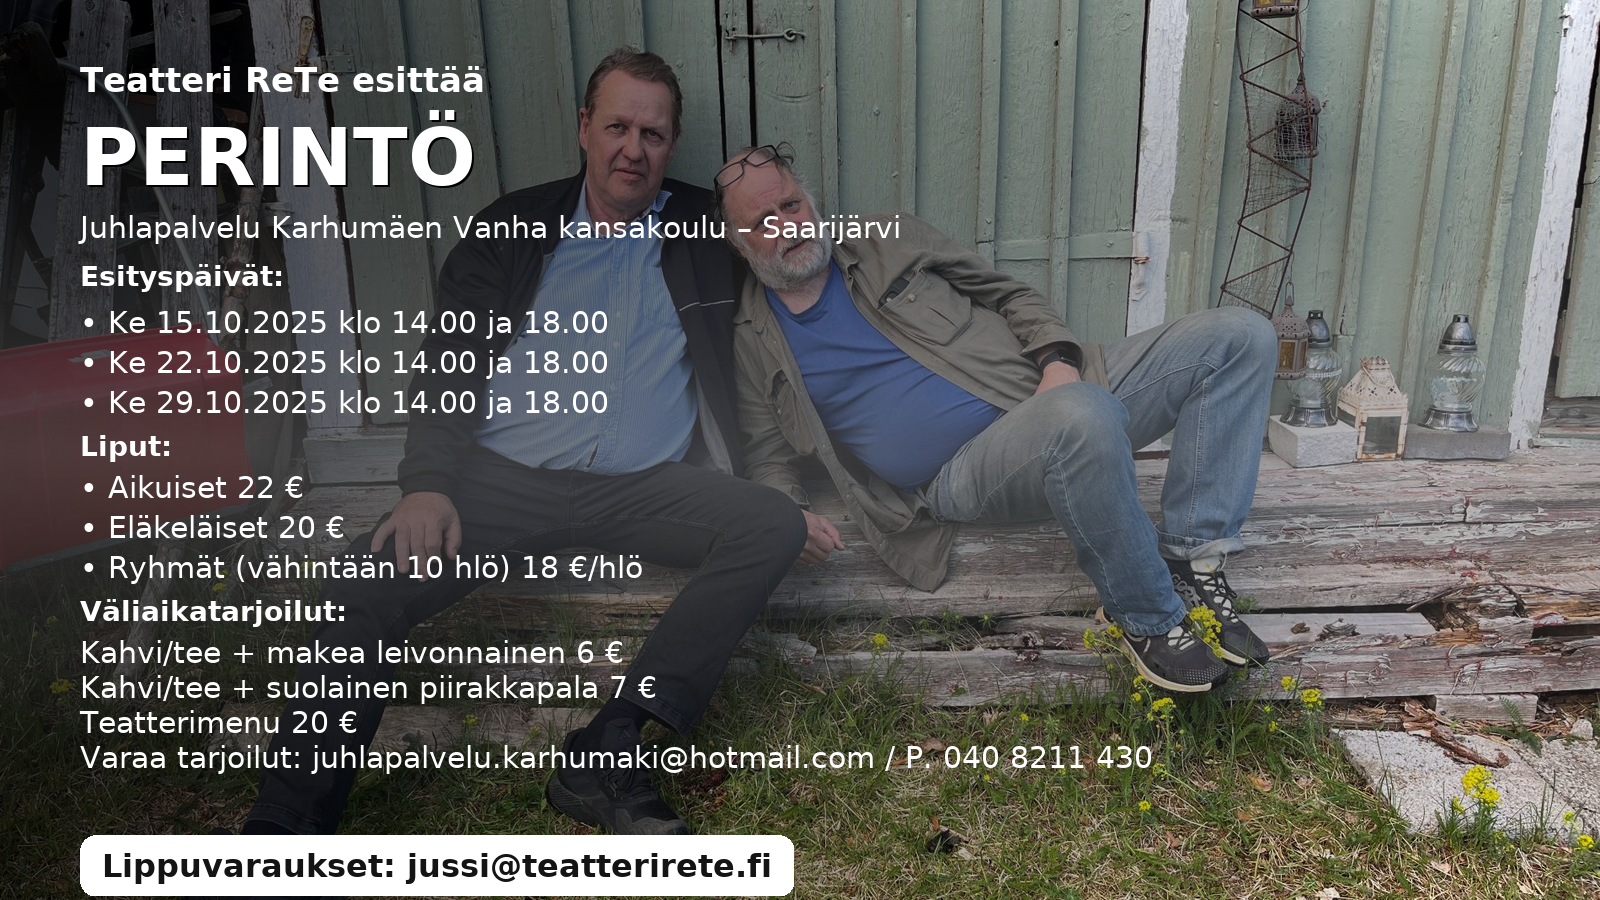 Teatteri ReTe esittää
PERINTÖ
Juhlapalvelu Karhumäen Vanha kansakoulu – Saarijärvi
Esityspäivät:
• Ke 15.10.2025 klo 14.00 ja 18.00
• Ke 22.10.2025 klo 14.00 ja 18.00
• Ke 29.10.2025 klo 14.00 ja 18.00
Liput:
• Aikuiset 22 €
• Eläkeläiset 20 €
• Ryhmät (vähintään 10 hlö) 18 €/hlö
Väliaikatarjoilut:
Kahvi/tee + makea leivonnainen 6 €
Kahvi/tee + suolainen piirakkapala 7 €
Teatterimenu 20 €
Varaa tarjoilut: juhlapalvelu.karhumaki@hotmail.com / P. 040 8211 430
Lippuvaraukset: jussi@teatterirete.fi